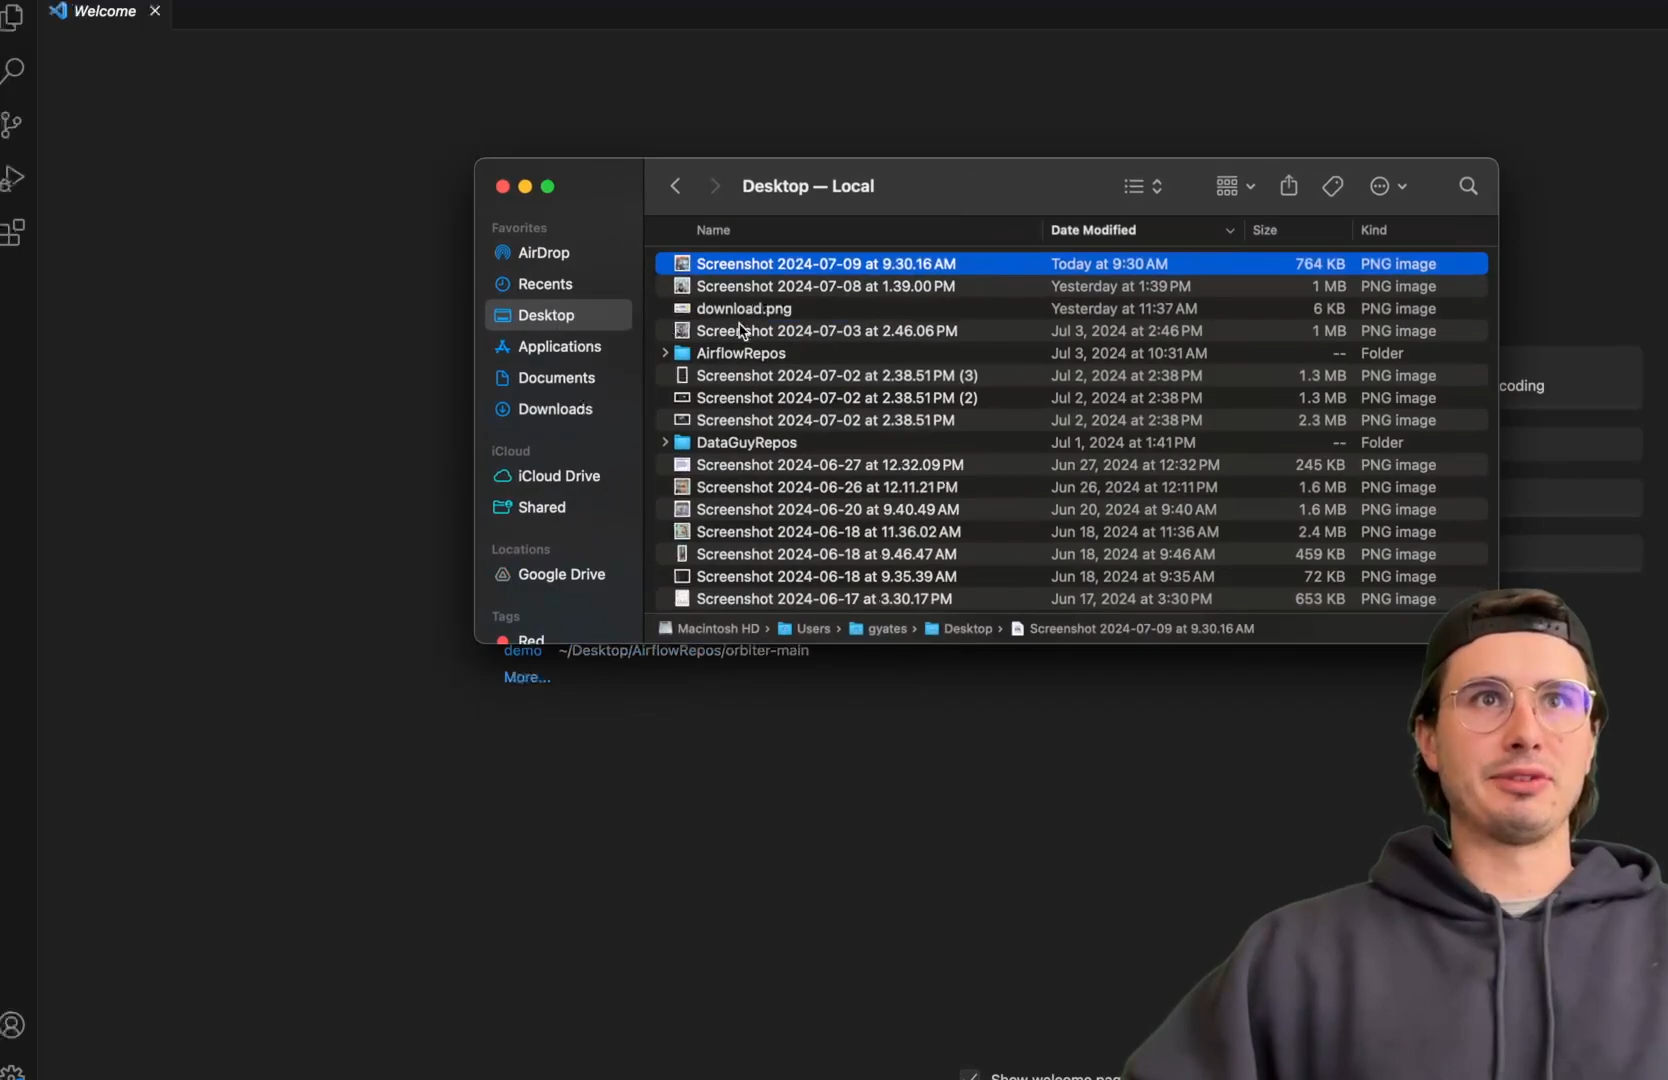 Welcome
Desktop — Local
Favorites
AirDrop
Recents
Desktop
Applications
Documents
Downloads
iCloud
iCloud Drive
Shared
Locations
Google Drive
Tags
Red
Name Date Modified Size Kind
Screenshot 2024-07-09 at 9.30.16 AM Today at 9:30 AM 764 KB PNG image
Screenshot 2024-07-08 at 1.39.00 PM Yesterday at 1:39 PM 1 MB PNG image
download.png Yesterday at 11:37 AM 6 KB PNG image
Screenshot 2024-07-03 at 2.46.06 PM Jul 3, 2024 at 2:46 PM 1 MB PNG image
AirflowRepos Jul 3, 2024 at 10:31 AM -- Folder
Screenshot 2024-07-02 at 2.38.51 PM (3) Jul 2, 2024 at 2:38 PM 1.3 MB PNG image
Screenshot 2024-07-02 at 2.38.51 PM (2) Jul 2, 2024 at 2:38 PM 1.3 MB PNG image
Screenshot 2024-07-02 at 2.38.51 PM Jul 2, 2024 at 2:38 PM 2.3 MB PNG image
DataGuyRepos Jul 1, 2024 at 1:41 PM -- Folder
Screenshot 2024-06-27 at 12.32.09 PM Jun 27, 2024 at 12:32 PM 245 KB PNG image
Screenshot 2024-06-26 at 12.11.21 PM Jun 26, 2024 at 12:11 PM 1.6 MB PNG image
Screenshot 2024-06-20 at 9.40.49 AM Jun 20, 2024 at 9:40 AM 1.6 MB PNG image
Screenshot 2024-06-18 at 11.36.02 AM Jun 18, 2024 at 11:36 AM 2.4 MB PNG image
Screenshot 2024-06-18 at 9.46.47 AM Jun 18, 2024 at 9:46 AM 459 KB PNG image
Screenshot 2024-06-18 at 9.35.39 AM Jun 18, 2024 at 9:35 AM 72 KB PNG image
Screenshot 2024-06-17 at 3.30.17 PM Jun 17, 2024 at 3:30 PM 653 KB PNG image
Macintosh HD › Users › gyates › Desktop › Screenshot 2024-07-09 at 9.30.16 AM
coding
demo ~/Desktop/AirflowRepos/orbiter-main
More...
Show welcome pag